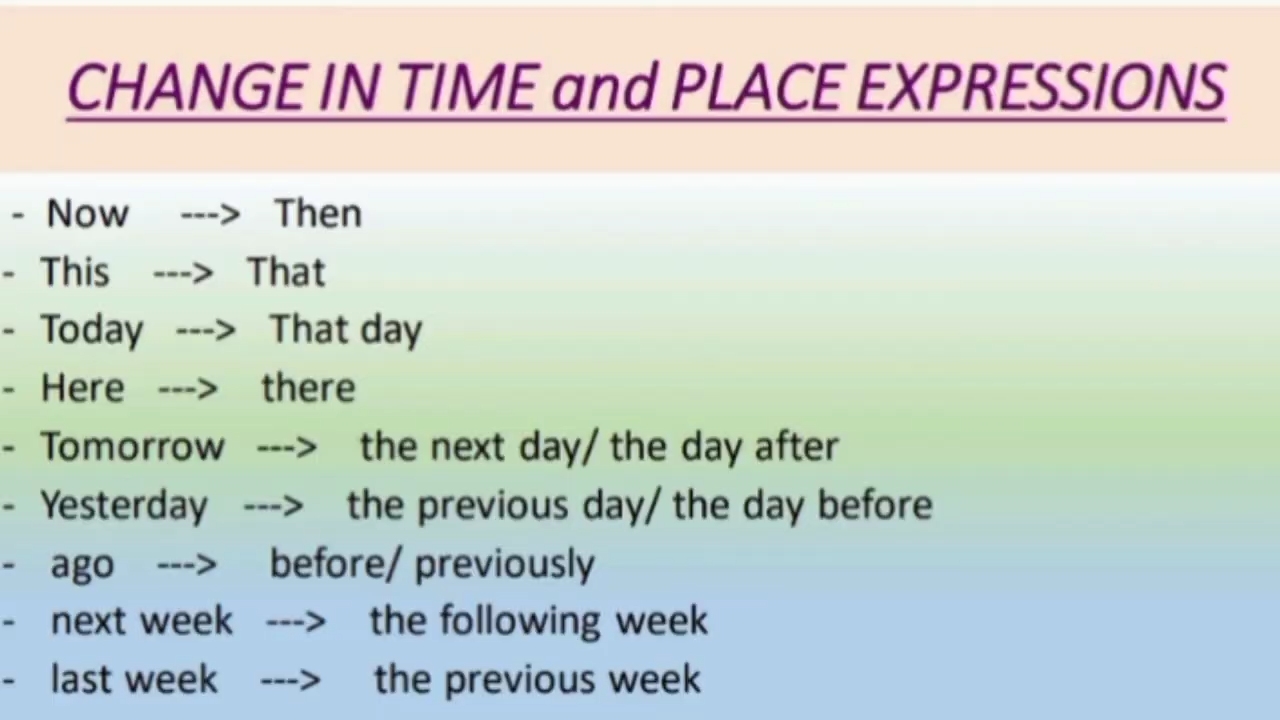 CHANGE IN TIME and PLACE EXPRESSIONS
- Now ---> Then
- This ---> That
- Today ---> That day
- Here ---> there
- Tomorrow ---> the next day/ the day after
- Yesterday ---> the previous day/ the day before
- ago ---> before/ previously
- next week ---> the following week
- last week ---> the previous week